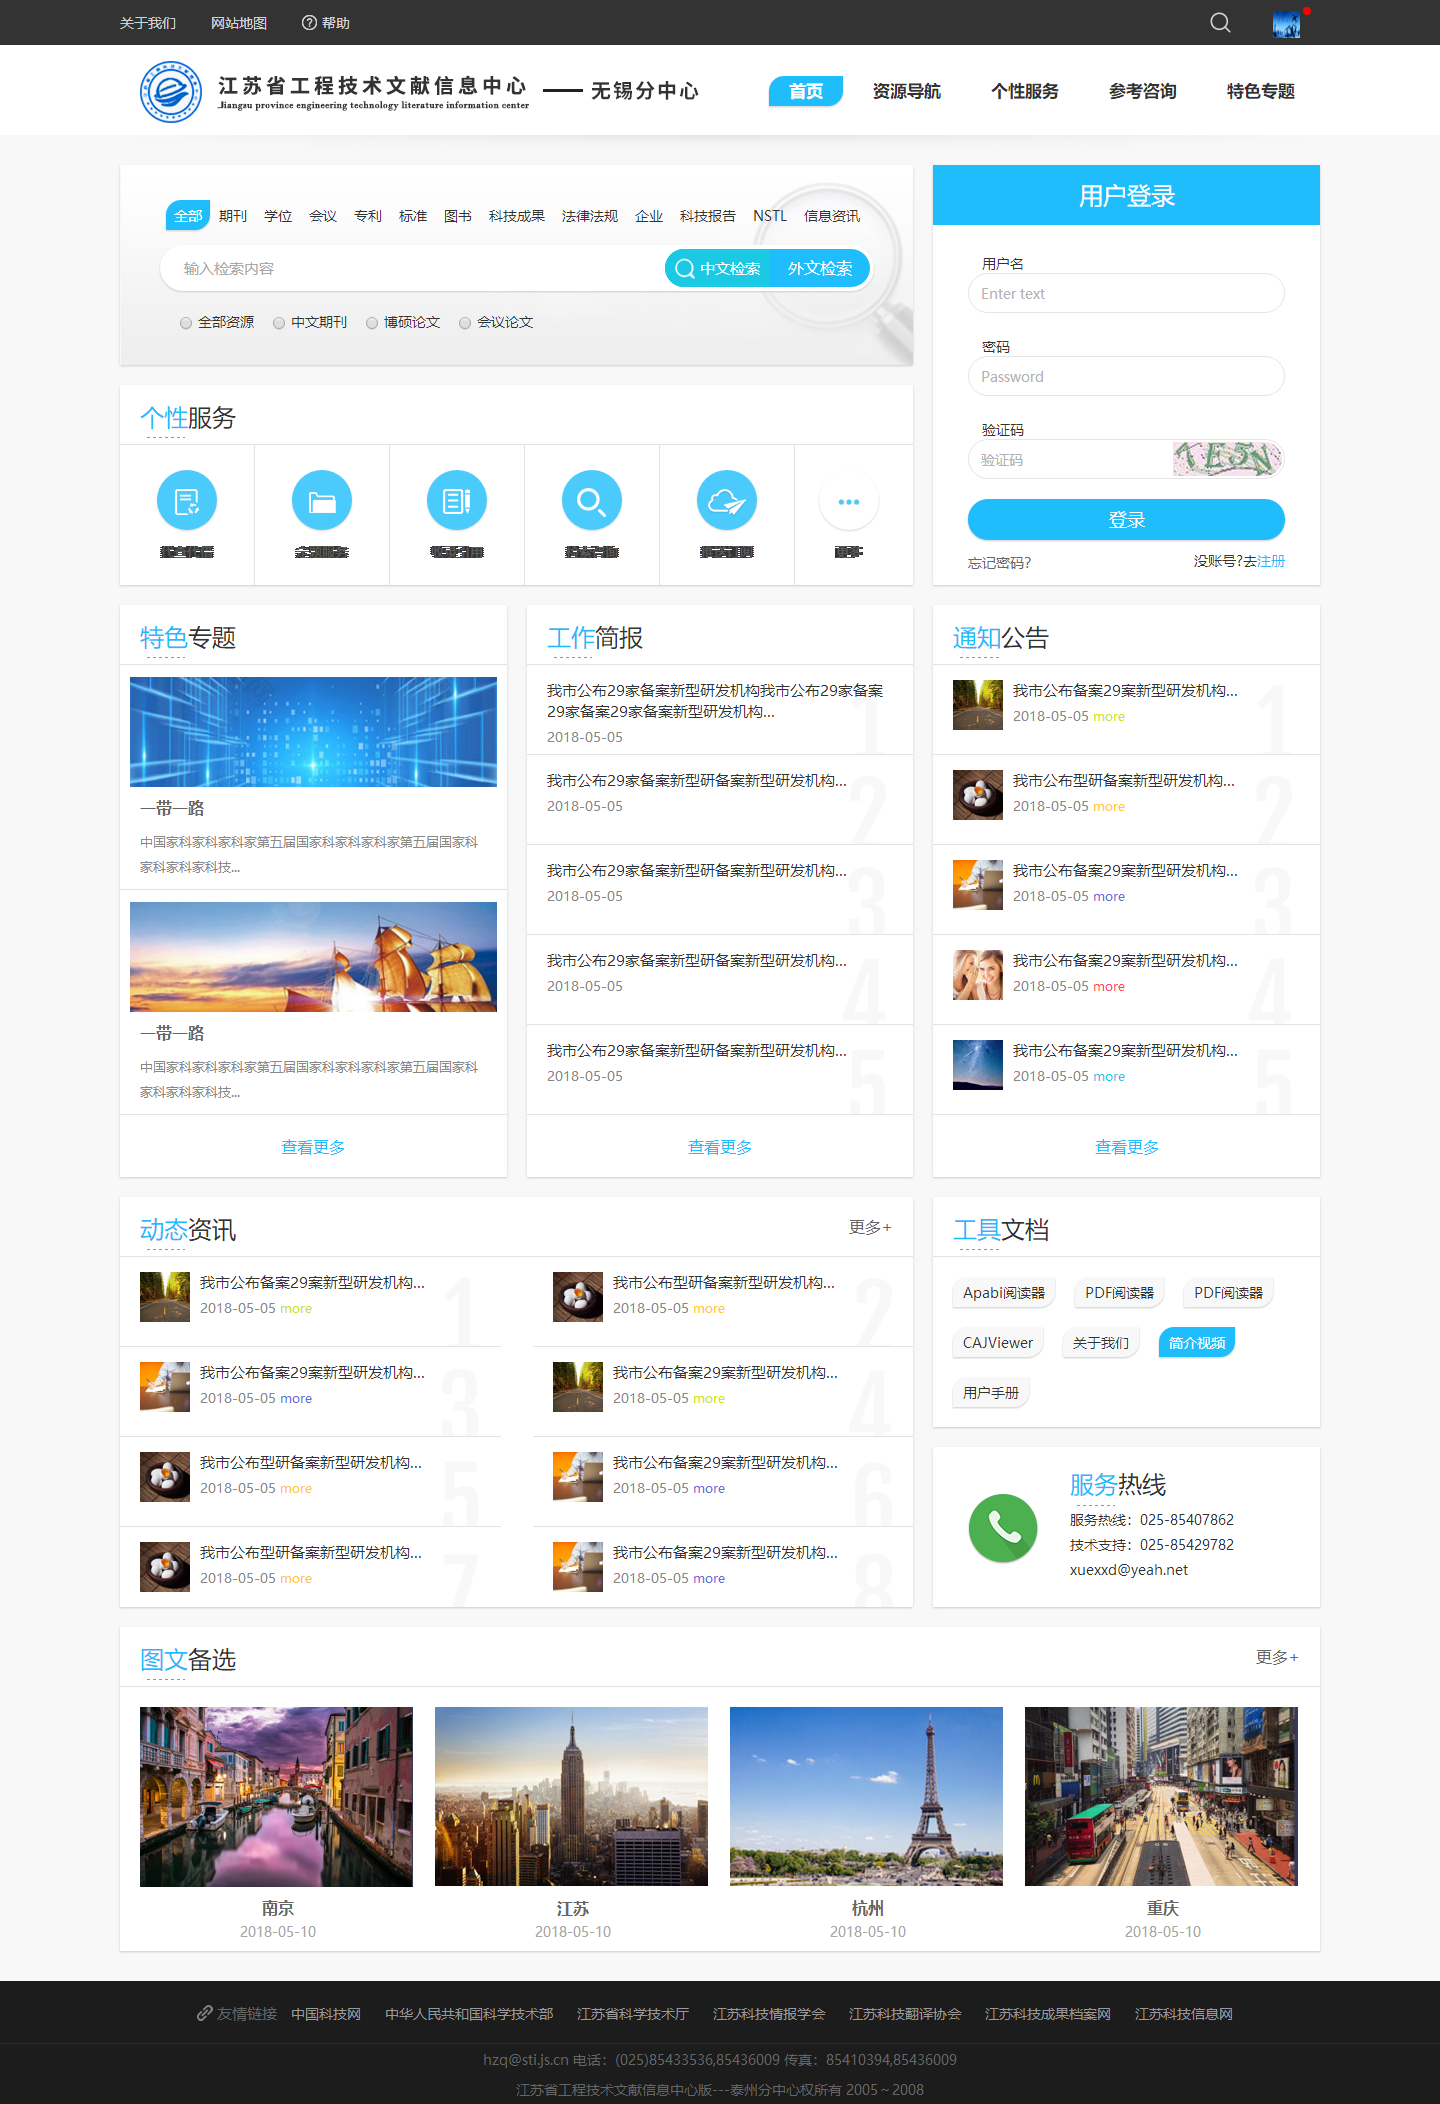 关于我们 网站地图 帮助
江苏省工程技术文献信息中心 —— 无锡分中心
Jiangsu province engineering technology literature information center
首页 资源导航 个性服务 参考咨询 特色专题
全部 期刊 学位 会议 专利 标准 图书 科技成果 法律法规 企业 科技报告 NSTL 信息资讯
输入检索内容 中文检索 外文检索
全部资源 中文期刊 博硕论文 会议论文
用户登录
用户名
Enter text
密码
Password
验证码
验证码
登录
忘记密码? 没账号?去注册
个性服务
特色专题
一带一路
中国家科家科家科家第五届国家科家科家科家第五届国家科
家科家科家科技...
一带一路
中国家科家科家科家第五届国家科家科家科家第五届国家科
家科家科家科技...
查看更多
工作简报
我市公布29家备案新型研发机构我市公布29家备案
29家备案29家备案新型研发机构...
2018-05-05
1
我市公布29家备案新型研备案新型研发机构...
2018-05-05
2
我市公布29家备案新型研备案新型研发机构...
2018-05-05
3
我市公布29家备案新型研备案新型研发机构...
2018-05-05
4
我市公布29家备案新型研备案新型研发机构...
2018-05-05
5
查看更多
通知公告
我市公布备案29案新型研发机构...
2018-05-05 more
1
我市公布型研备案新型研发机构...
2018-05-05 more
2
我市公布备案29案新型研发机构...
2018-05-05 more
3
我市公布备案29案新型研发机构...
2018-05-05 more
4
我市公布备案29案新型研发机构...
2018-05-05 more
5
查看更多
动态资讯 更多+
我市公布备案29案新型研发机构...
2018-05-05 more
1
我市公布型研备案新型研发机构...
2018-05-05 more
2
我市公布备案29案新型研发机构...
2018-05-05 more
3
我市公布备案29案新型研发机构...
2018-05-05 more
4
我市公布型研备案新型研发机构...
2018-05-05 more
5
我市公布备案29案新型研发机构...
2018-05-05 more
6
我市公布型研备案新型研发机构...
2018-05-05 more
7
我市公布备案29案新型研发机构...
2018-05-05 more
8
工具文档
Apabi阅读器 PDF阅读器 PDF阅读器
CAJViewer 关于我们 简介视频
用户手册
服务热线
服务热线：025-85407862
技术支持：025-85429782
xuexxd@yeah.net
图文备选 更多+
南京
2018-05-10
江苏
2018-05-10
杭州
2018-05-10
重庆
2018-05-10
友情链接 中国科技网 中华人民共和国科学技术部 江苏省科学技术厅 江苏科技情报学会 江苏科技翻译协会 江苏科技成果档案网 江苏科技信息网
hzq@sti.js.cn 电话：(025)85433536,85436009 传真：85410394,85436009
江苏省工程技术文献信息中心版---泰州分中心权所有 2005～2008